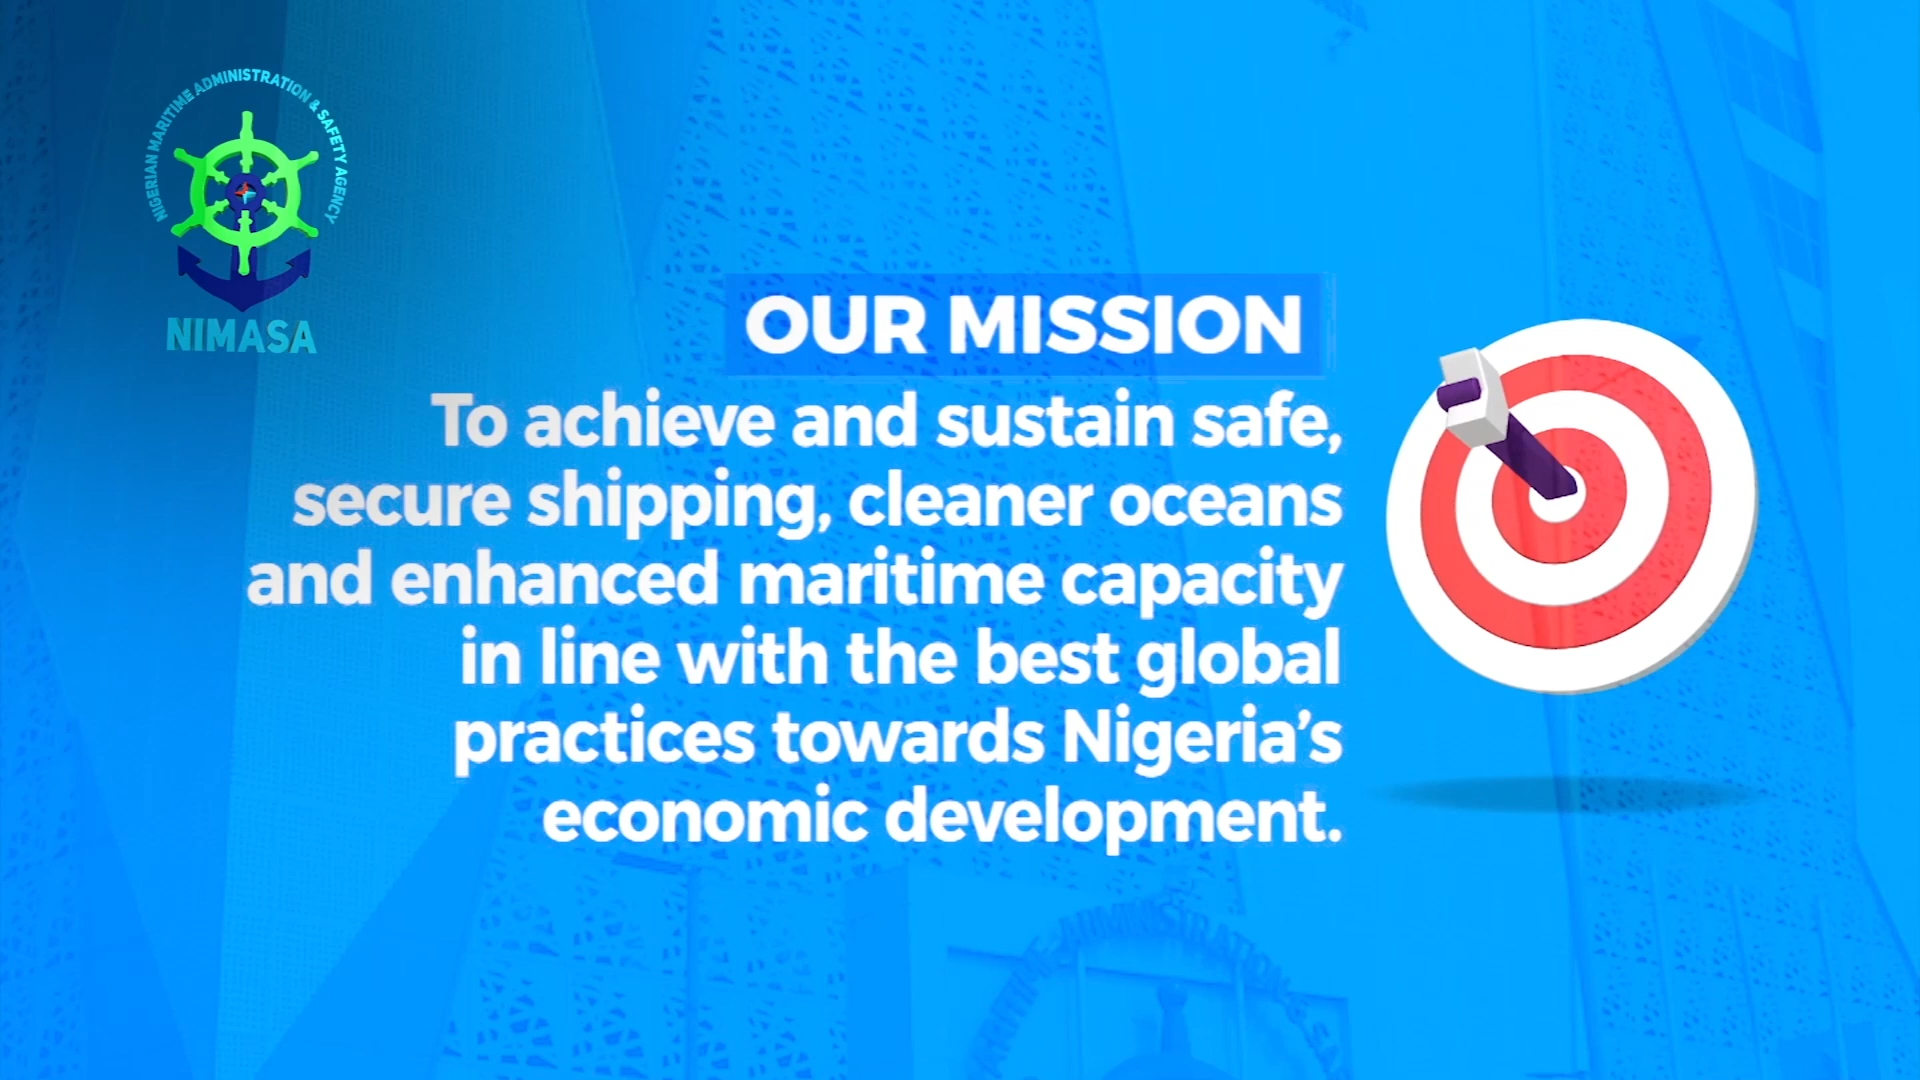 NIGERIAN MARITIME ADMINISTRATION & SAFETY AGENCY
NIMASA
OUR MISSION
To achieve and sustain safe,
secure shipping, cleaner oceans
and enhanced maritime capacity
in line with the best global
practices towards Nigeria’s
economic development.
ADMINISTRATION